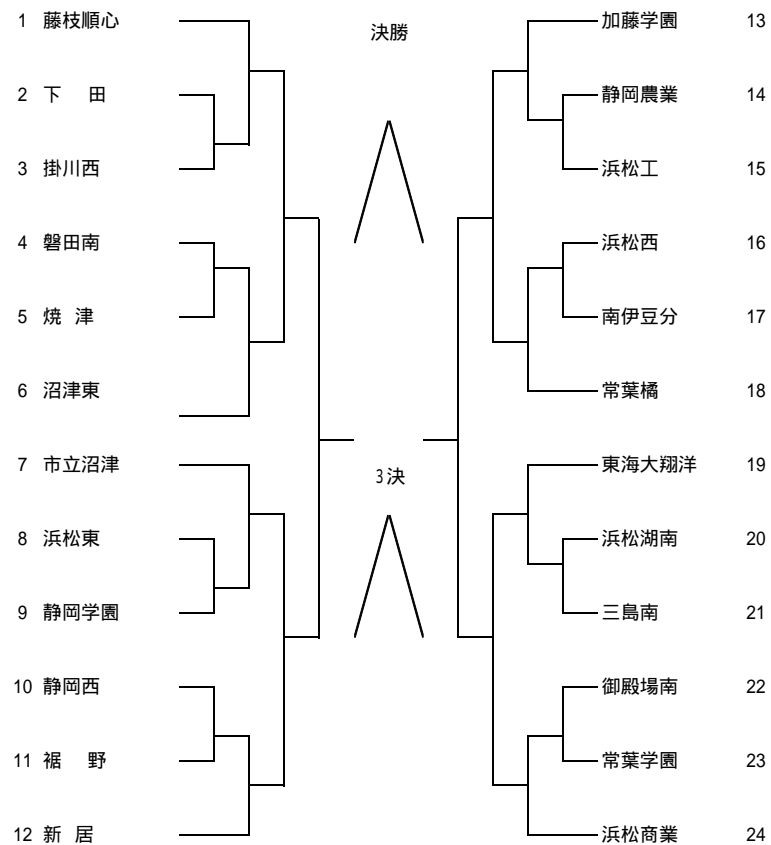 1 藤枝順心
2 下 田
3 掛川西
4 磐田南
5 焼 津
6 沼津東
7 市立沼津
8 浜松東
9 静岡学園
10 静岡西
11 裾 野
12 新 居
決勝
3決
加藤学園 13
静岡農業 14
浜松工 15
浜松西 16
南伊豆分 17
常葉橘 18
東海大翔洋 19
浜松湖南 20
三島南 21
御殿場南 22
常葉学園 23
浜松商業 24